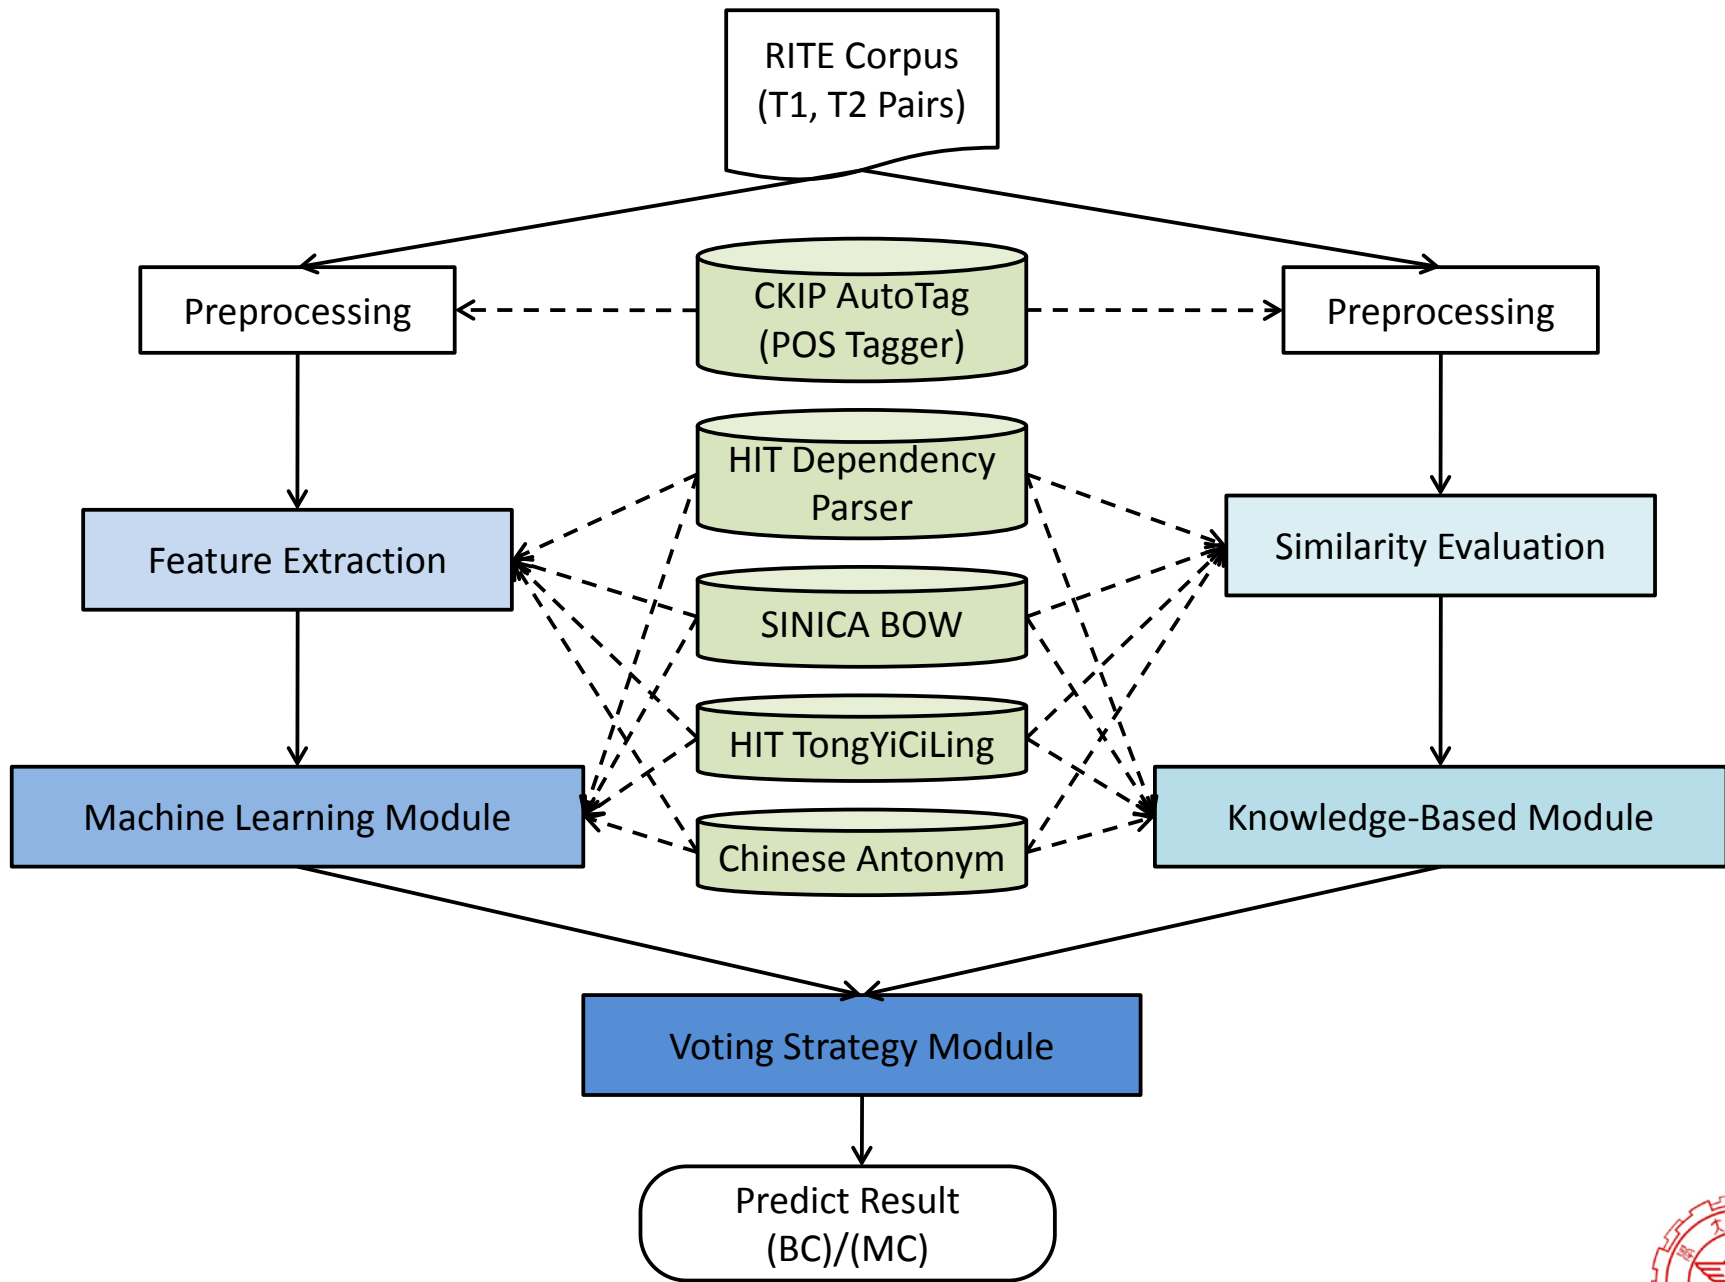 RITE Corpus
(T1, T2 Pairs)
Preprocessing
CKIP AutoTag
(POS Tagger)
Preprocessing
HIT Dependency
Parser
Feature Extraction
Similarity Evaluation
SINICA BOW
HIT TongYiCiLing
Machine Learning Module
Knowledge-Based Module
Chinese Antonym
Voting Strategy Module
Predict Result
(BC)/(MC)